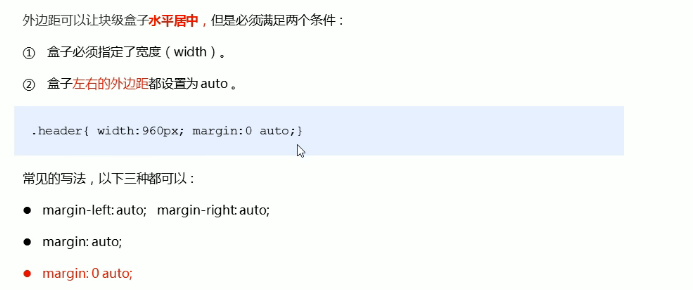 外边距可以让块级盒子水平居中，但是必须满足两个条件：
① 盒子必须指定了宽度（width）。
② 盒子左右的外边距都设置为 auto 。
.header{ width:960px; margin:0 auto;}
常见的写法，以下三种都可以：
● margin-left: auto; margin-right: auto;
● margin: auto;
● margin: 0 auto;